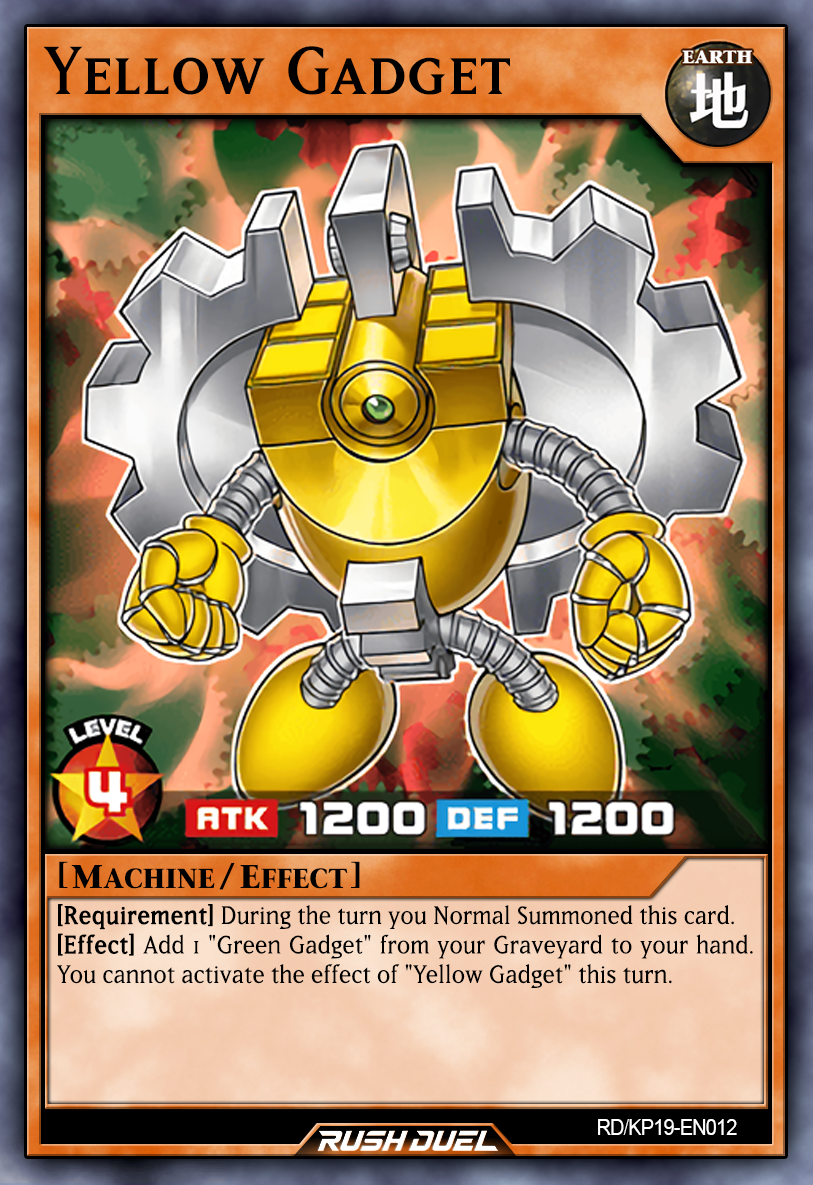 Yellow Gadget
EARTH
地
LEVEL
4
ATK 1200 DEF 1200
[Machine/Effect]
[Requirement] During the turn you Normal Summoned this card.
[Effect] Add 1 "Green Gadget" from your Graveyard to your hand.
You cannot activate the effect of "Yellow Gadget" this turn.
RD/KP19-EN012
RUSH DUEL